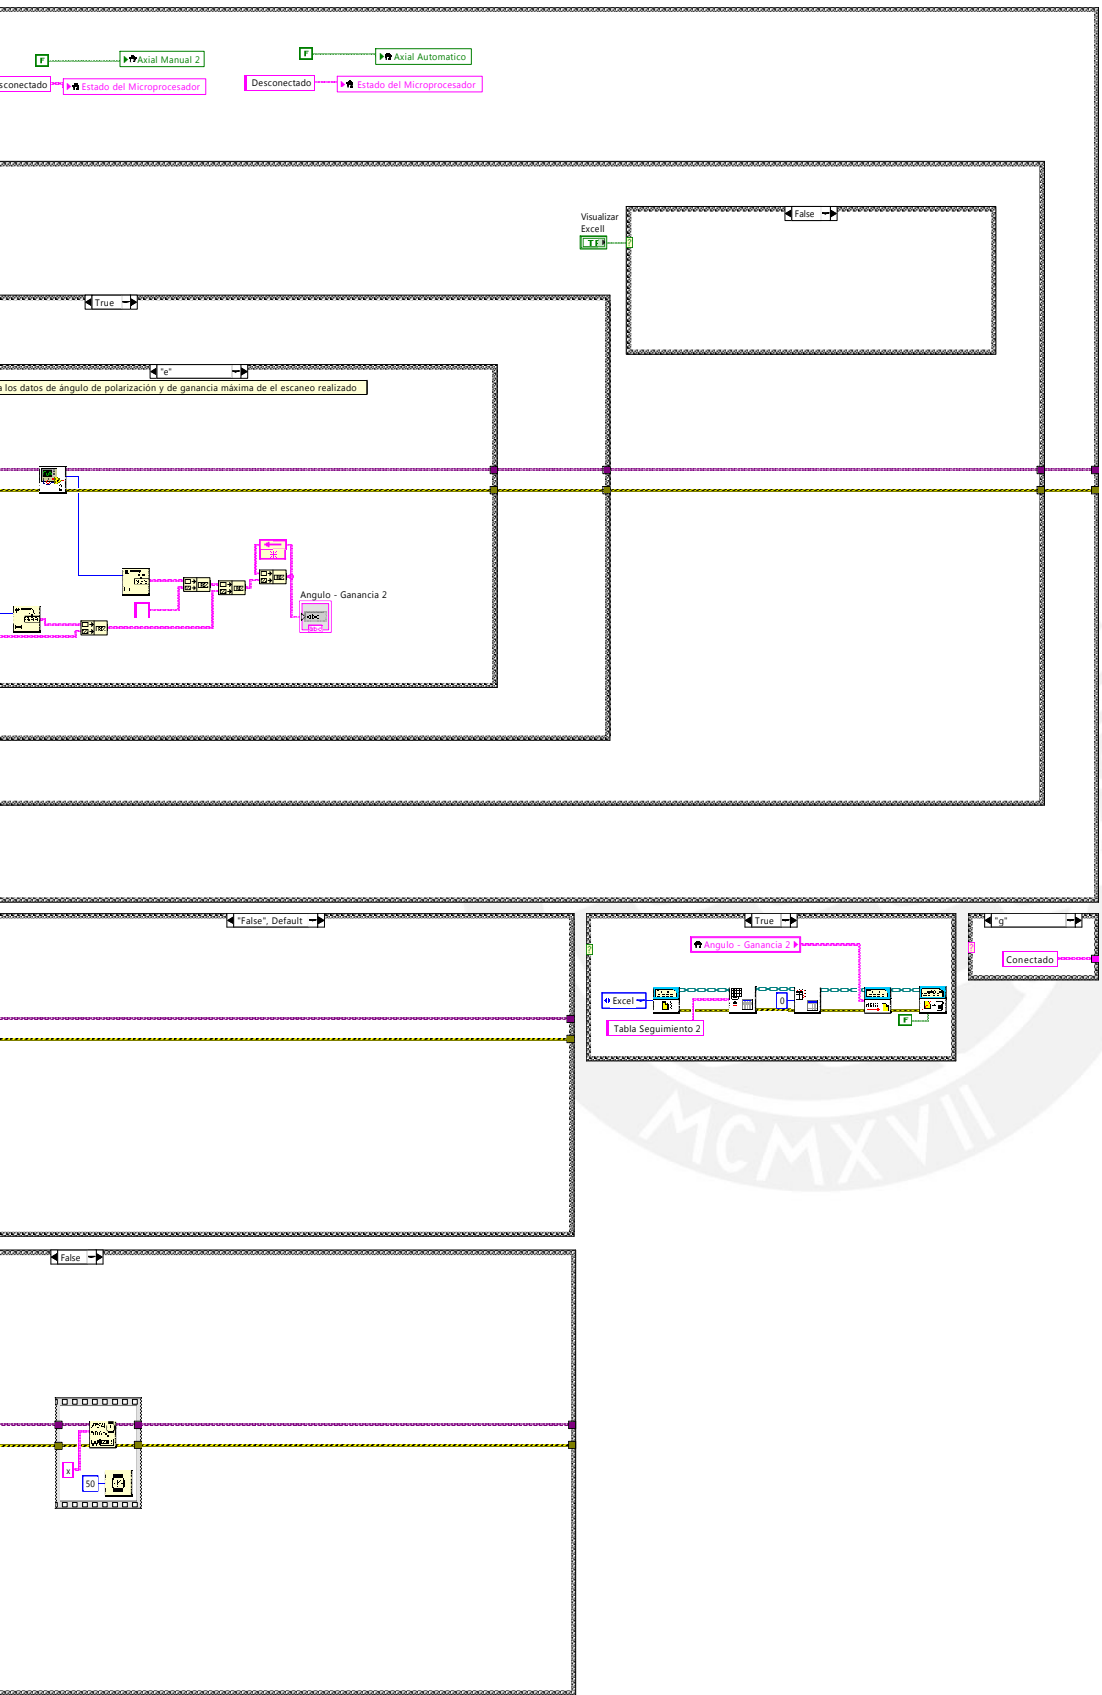 F
Axial Manual 2
F
Axial Automatico
sconectado
Estado del Microprocesador
Desconectado
Estado del Microprocesador
Visualizar
Excell
TF
False
?
True
"e"
a los datos de ángulo de polarización y de ganancia máxima de el escaneo realizado
Angulo - Ganancia 2
abc
"False", Default
True
"g"
?
Angulo - Ganancia 2
?
Conectado
Excel
0
Tabla Seguimiento 2
F
MCMXVII
False
x
50